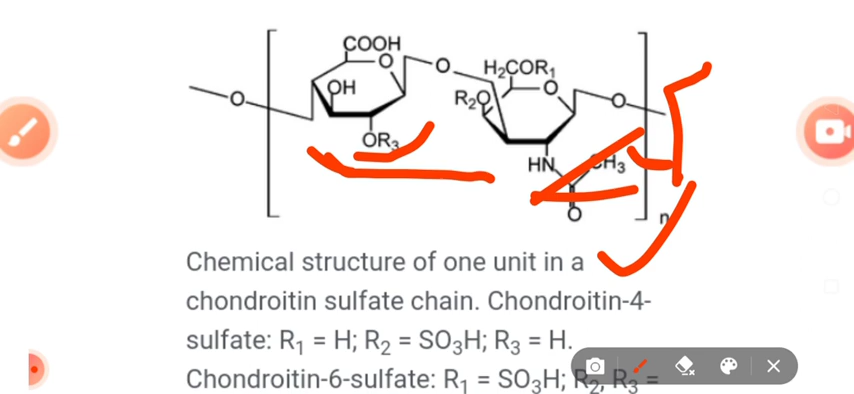 COOH
O
O
H₂COR₁
O
OH
R₂O
O
O
OR₃
HN
CH₃
O
n
Chemical structure of one unit in a
chondroitin sulfate chain. Chondroitin-4-
sulfate: R₁ = H; R₂ = SO₃H; R₃ = H.
Chondroitin-6-sulfate: R₁ = SO₃H; R₂, R₃ =